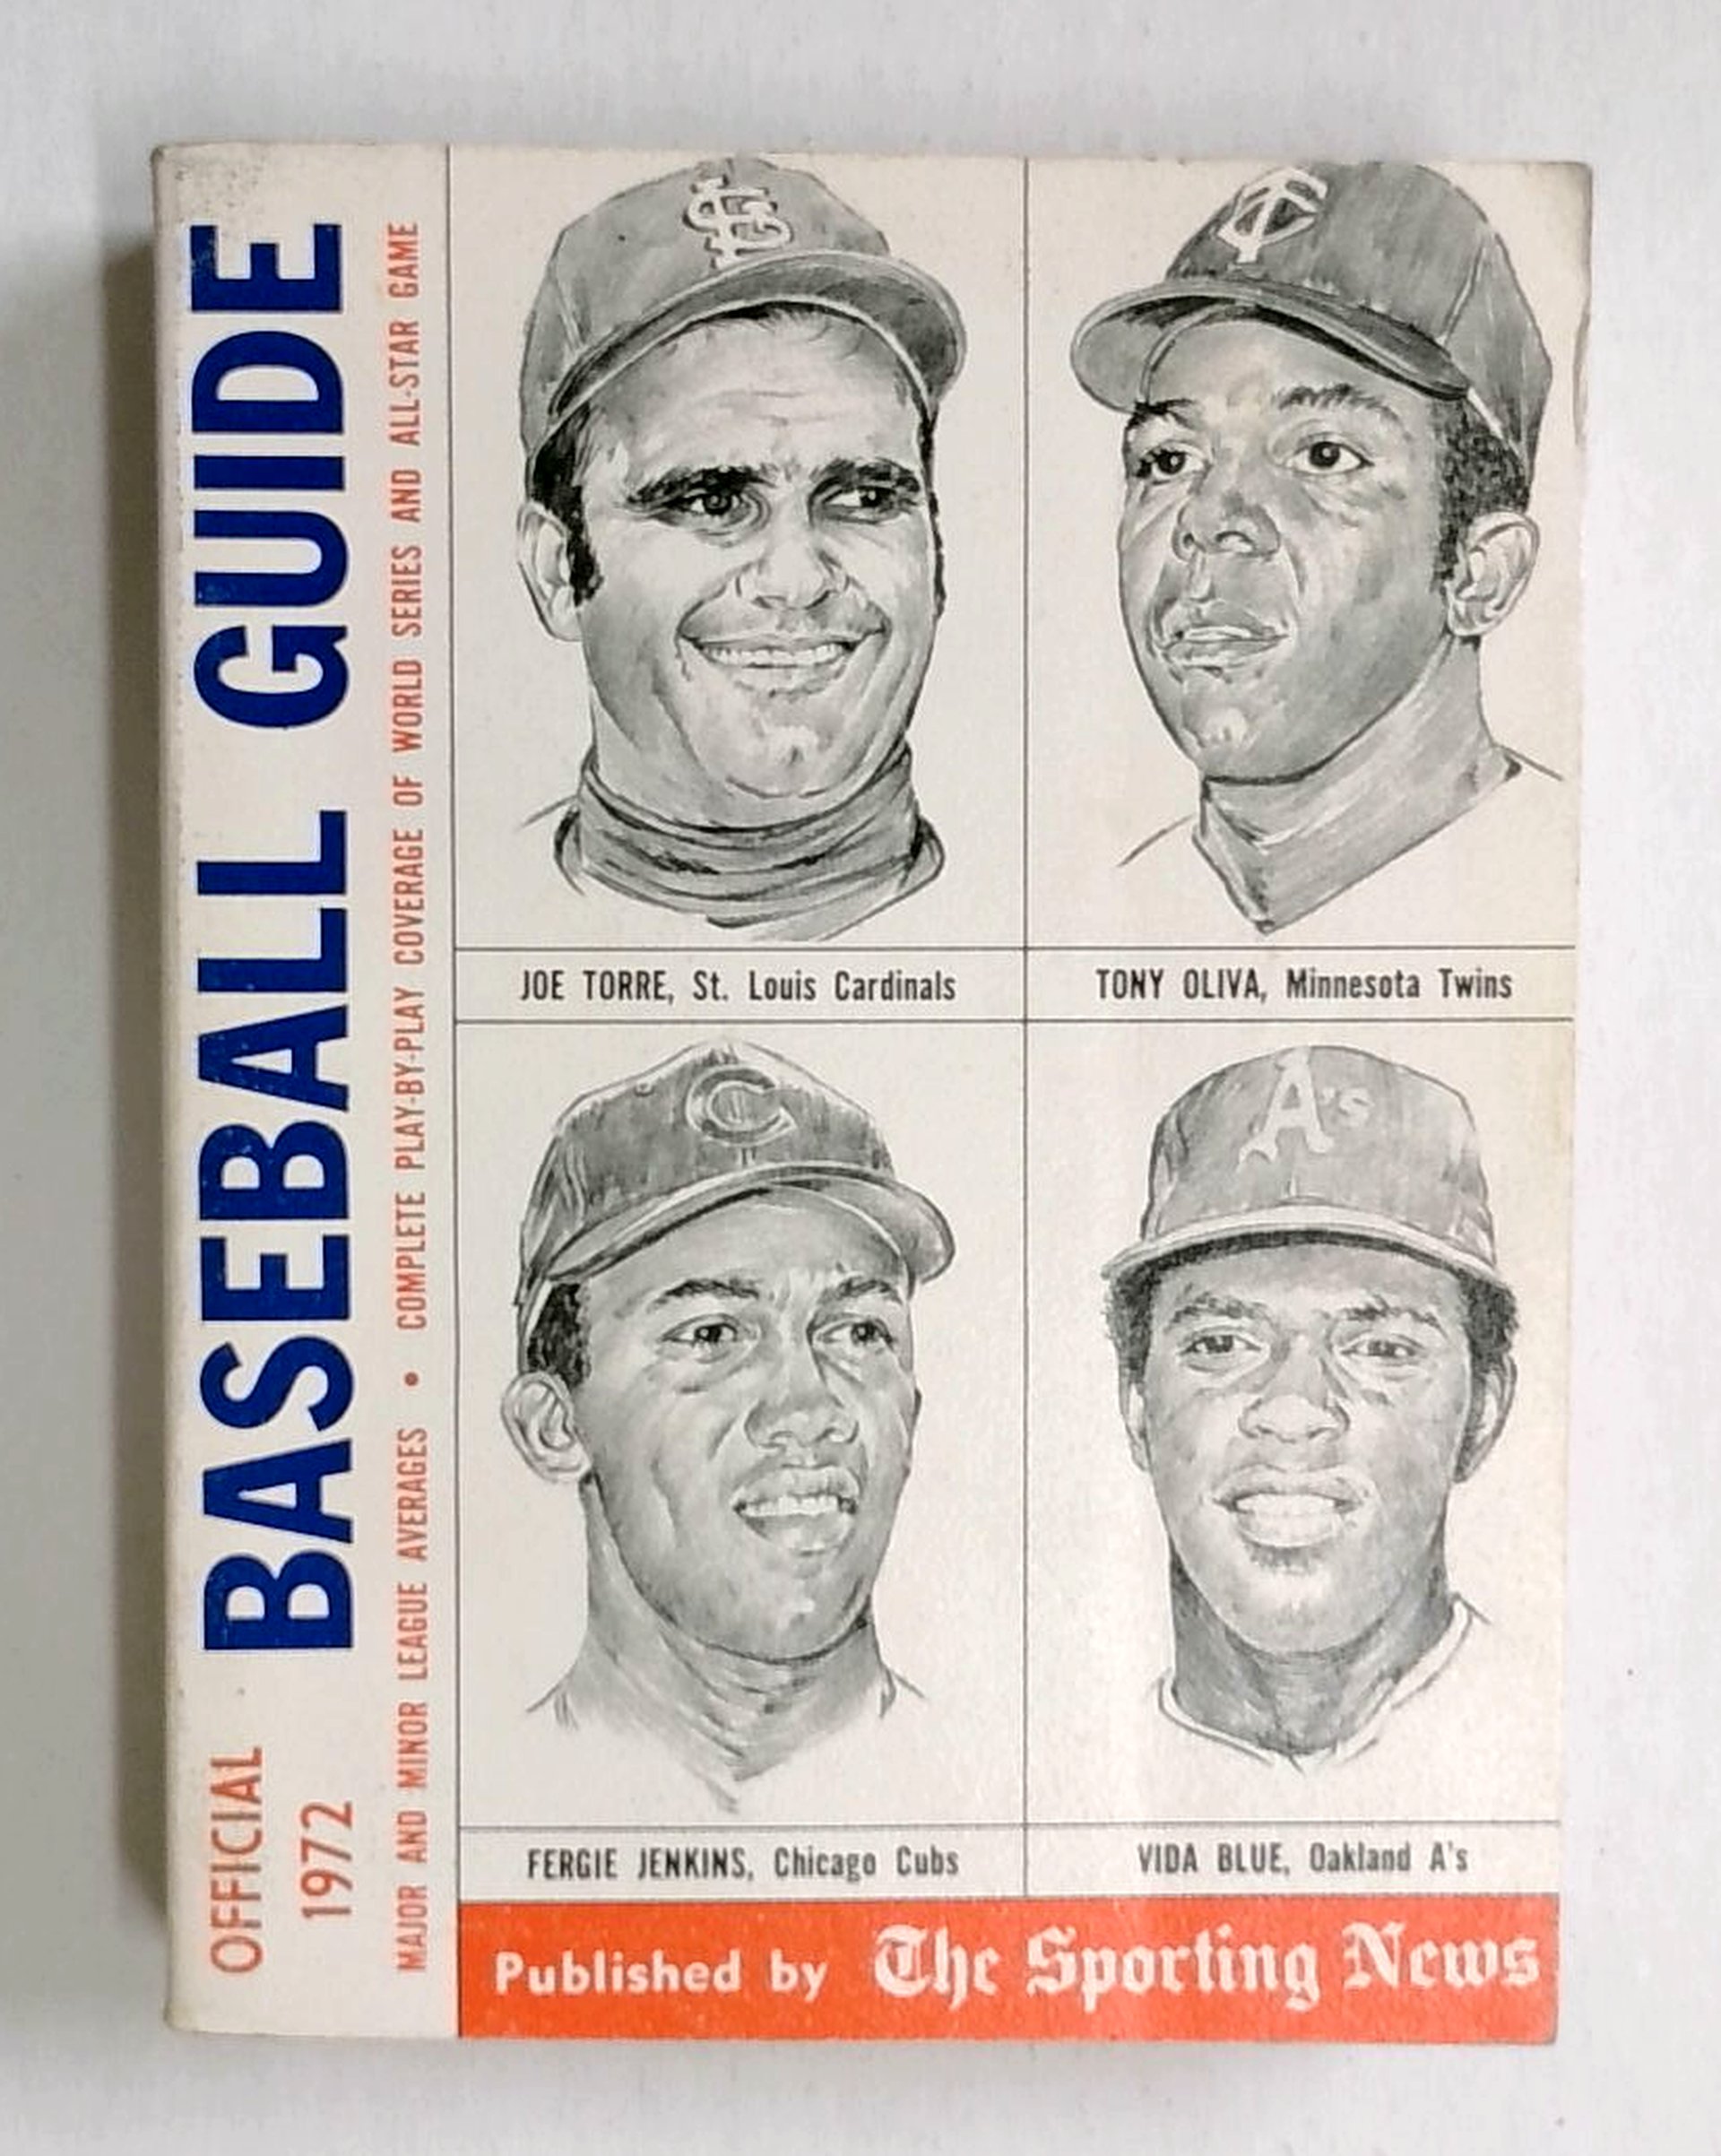 OFFICIAL
1972
BASEBALL GUIDE
MAJOR AND MINOR LEAGUE AVERAGES • COMPLETE PLAY-BY-PLAY COVERAGE OF WORLD SERIES AND ALL-STAR GAME
STL
TC
JOE TORRE, St. Louis Cardinals
TONY OLIVA, Minnesota Twins
C
A's
FERGIE JENKINS, Chicago Cubs
VIDA BLUE, Oakland A's
Published by The Sporting News